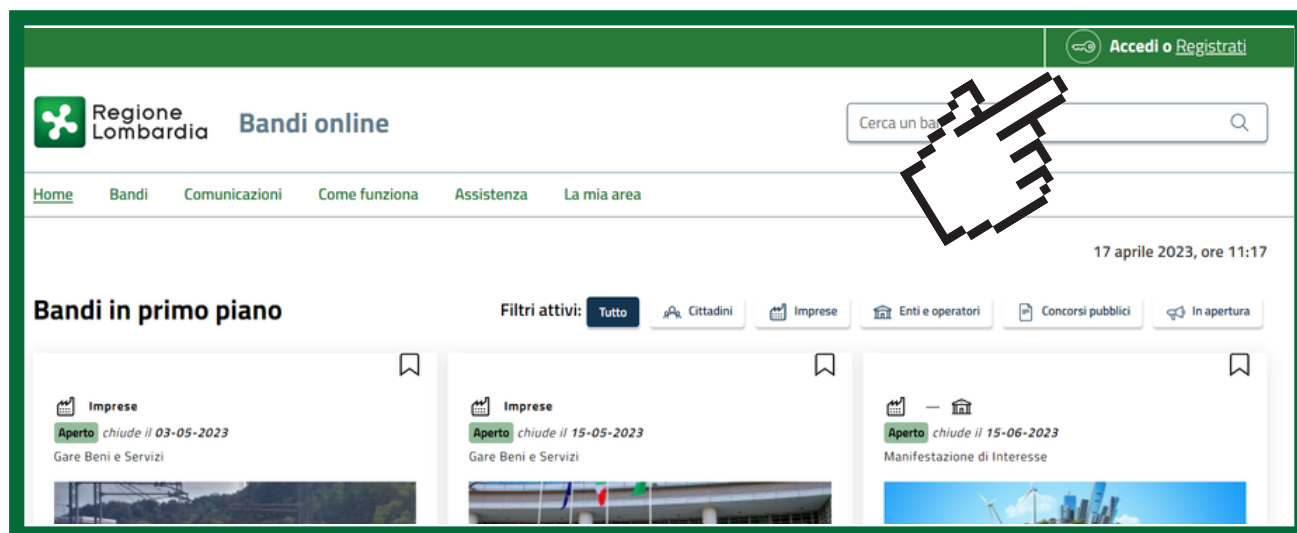 Accedi o Registrati
Regione
Lombardia
Bandi online
Cerca un
Home Bandi Comunicazioni Come funziona Assistenza La mia area
17 aprile 2023, ore 11:17
Bandi in primo piano
Filtri attivi: Tutto Cittadini Imprese Enti e operatori Concorsi pubblici In apertura
Imprese
Aperto chiude il 03-05-2023
Gare Beni e Servizi
Imprese
Aperto chiude il 15-05-2023
Gare Beni e Servizi
Aperto chiude il 15-06-2023
Manifestazione di Interesse